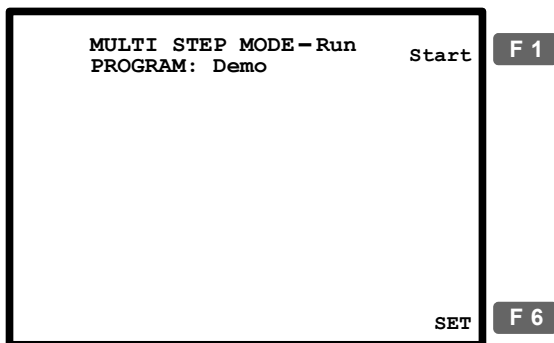 MULTI STEP MODE – Run
PROGRAM: Demo
Start
F 1
SET
F 6